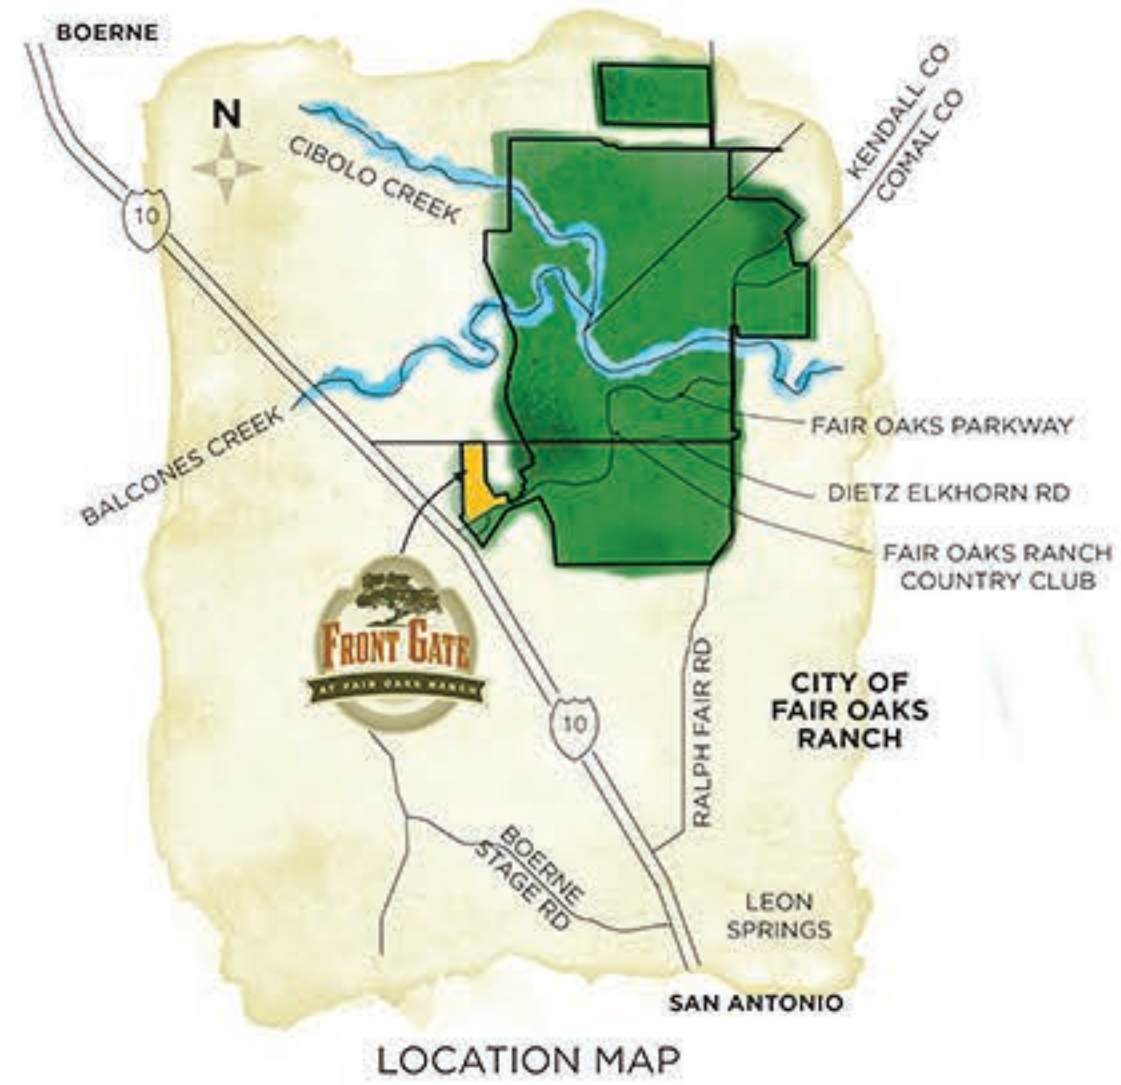 BOERNE
N
KENDALL CO
COMAL CO
CIBOLO CREEK
10
BALCONES CREEK
FAIR OAKS PARKWAY
DIETZ ELKHORN RD
FAIR OAKS RANCH
COUNTRY CLUB
FRONT GATE
AT FAIR OAKS RANCH
RALPH FAIR RD
CITY OF
FAIR OAKS
RANCH
10
BOERNE
STAGE RD
LEON
SPRINGS
SAN ANTONIO
LOCATION MAP